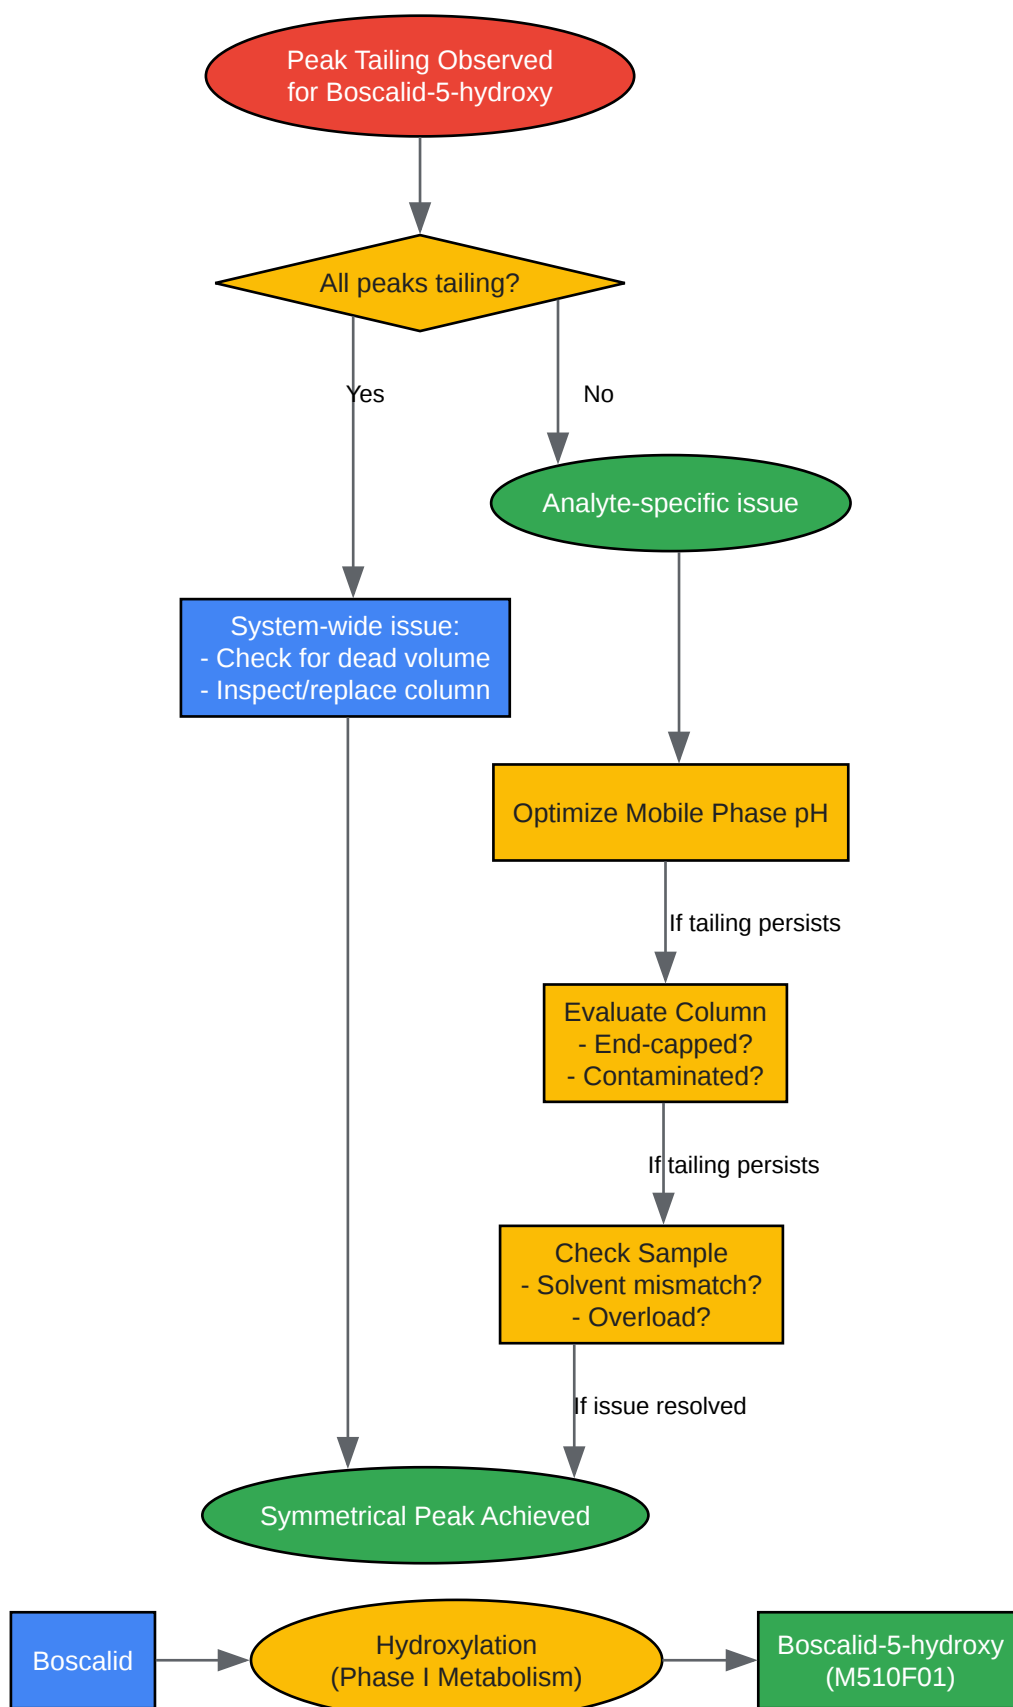 Peak Tailing Observed
for Boscalid-5-hydroxy
All peaks tailing?
Yes
No
Analyte-specific issue
System-wide issue:
- Check for dead volume
- Inspect/replace column
Optimize Mobile Phase pH
If tailing persists
Evaluate Column
- End-capped?
- Contaminated?
If tailing persists
Check Sample
- Solvent mismatch?
- Overload?
If issue resolved
Symmetrical Peak Achieved
Boscalid
Hydroxylation
(Phase I Metabolism)
Boscalid-5-hydroxy
(M510F01)